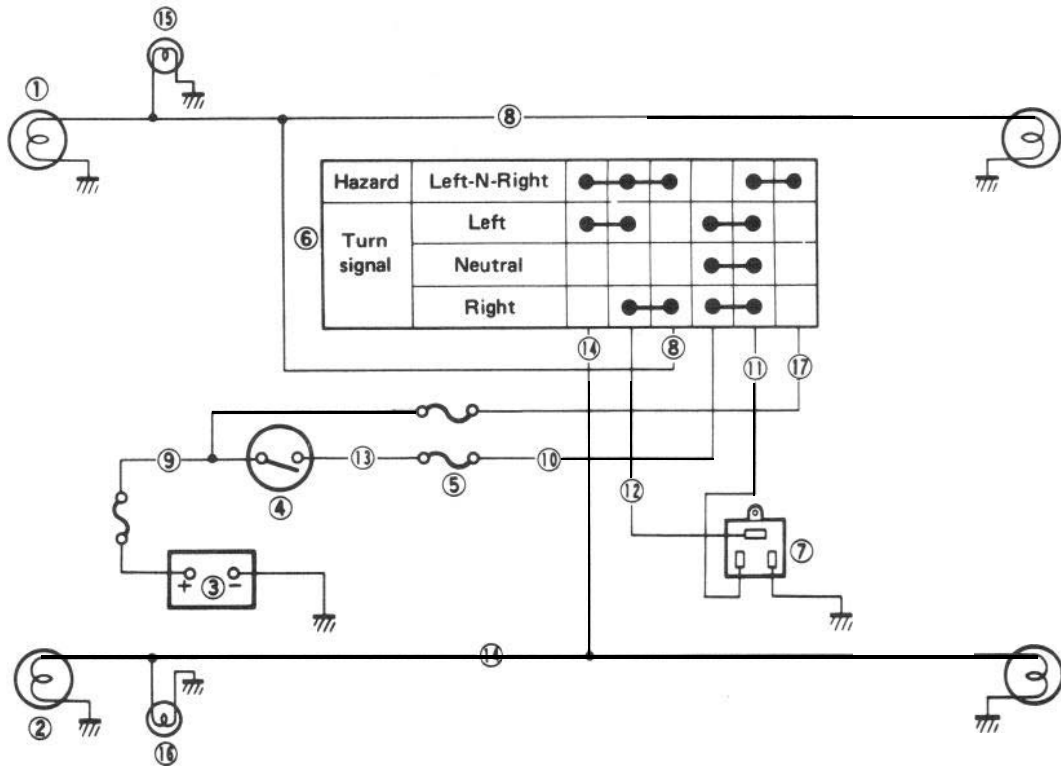 ⑮
①
⑧
Hazard Left-N-Right
⑥ Turn signal
Left
Neutral
Right
⑭ ⑧ ⑪ ⑰
⑨ ⑬ ⑩
④ ⑤ ⑫
⑦
+ ③ −
⑭
② ⑯